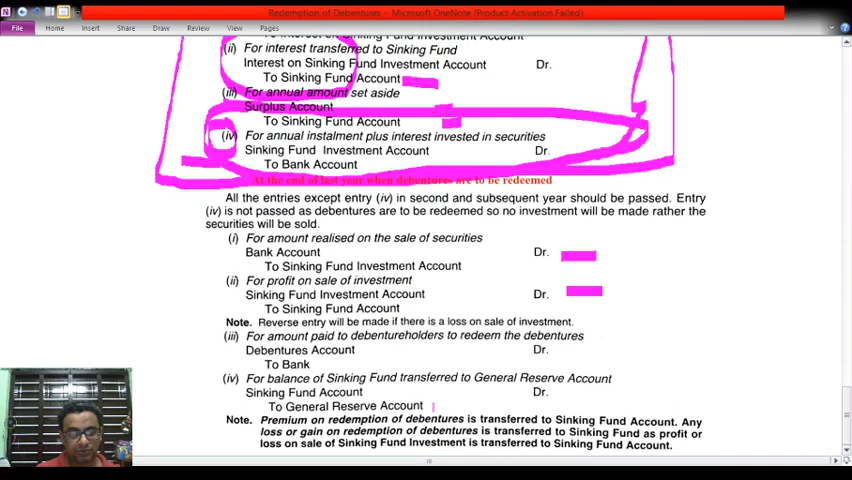 Redemption of Debentures - Microsoft OneNote (Product Activation Failed)
File Home Insert Share Draw Review View Pages
To Interest on Sinking Fund Investment Account
(ii) For interest transferred to Sinking Fund
Interest on Sinking Fund Investment Account Dr.
To Sinking Fund Account
(iii) For annual amount set aside
Surplus Account
To Sinking Fund Account
(iv) For annual instalment plus interest invested in securities
Sinking Fund Investment Account Dr.
To Bank Account
At the end of last year when debentures are to be redeemed
All the entries except entry (iv) in second and subsequent year should be passed. Entry
(iv) is not passed as debentures are to be redeemed so no investment will be made rather the
securities will be sold.
(i) For amount realised on the sale of securities
Bank Account Dr.
To Sinking Fund Investment Account
(ii) For profit on sale of investment
Sinking Fund Investment Account Dr.
To Sinking Fund Account
Note. Reverse entry will be made if there is a loss on sale of investment.
(iii) For amount paid to debentureholders to redeem the debentures
Debentures Account Dr.
To Bank
(iv) For balance of Sinking Fund transferred to General Reserve Account
Sinking Fund Account Dr.
To General Reserve Account
Note. Premium on redemption of debentures is transferred to Sinking Fund Account. Any
loss or gain on redemption of debentures is transferred to Sinking Fund as profit or
loss on sale of Sinking Fund Investment is transferred to Sinking Fund Account.